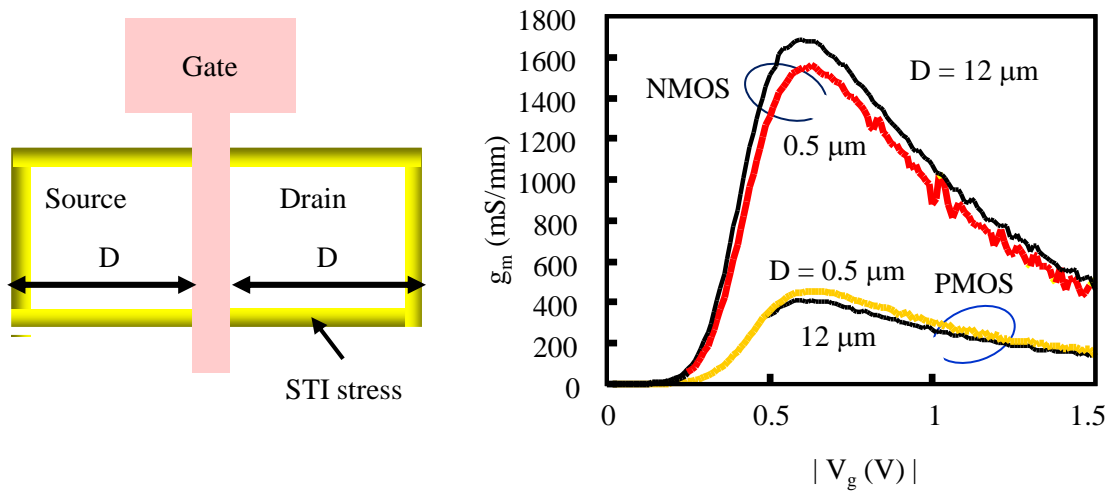 Gate
Source
Drain
D
D
STI stress
1800
1600
1400
1200
1000
800
600
400
200
0
gₘ (mS/mm)
NMOS
D = 12 μm
0.5 μm
D = 0.5 μm
PMOS
12 μm
0
0.5
1
1.5
| V_g (V) |